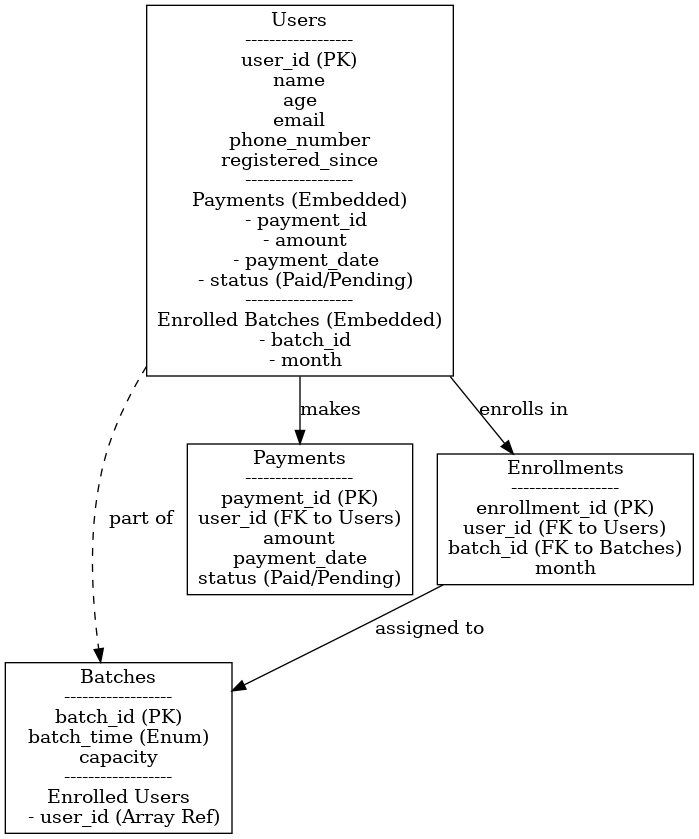 Users
------------------
user_id (PK)
name
age
email
phone_number
registered_since
------------------
Payments (Embedded)
- payment_id
- amount
- payment_date
- status (Paid/Pending)
------------------
Enrolled Batches (Embedded)
- batch_id
- month
makes
enrolls in
part of
Payments
------------------
payment_id (PK)
user_id (FK to Users)
amount
payment_date
status (Paid/Pending)
Enrollments
------------------
enrollment_id (PK)
user_id (FK to Users)
batch_id (FK to Batches)
month
assigned to
Batches
------------------
batch_id (PK)
batch_time (Enum)
capacity
------------------
Enrolled Users
- user_id (Array Ref)